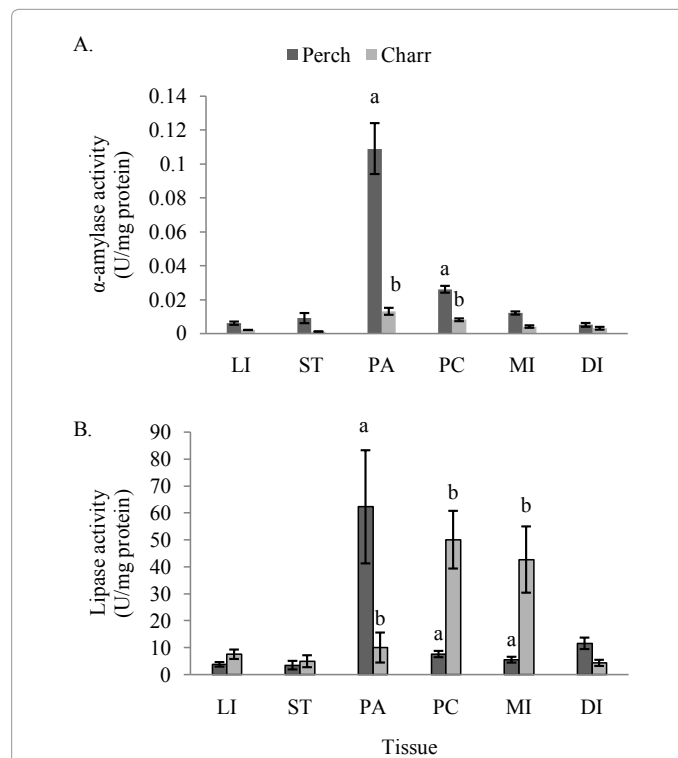 A.
Perch Charr
α-amylase activity
(U/mg protein)
0.14
0.12
0.1
0.08
0.06
0.04
0.02
0
a
b
a
b
LI ST PA PC MI DI
B.
Lipase activity
(U/mg protein)
90
80
70
60
50
40
30
20
10
0
a
b
a
b
a
b
LI ST PA PC MI DI
Tissue